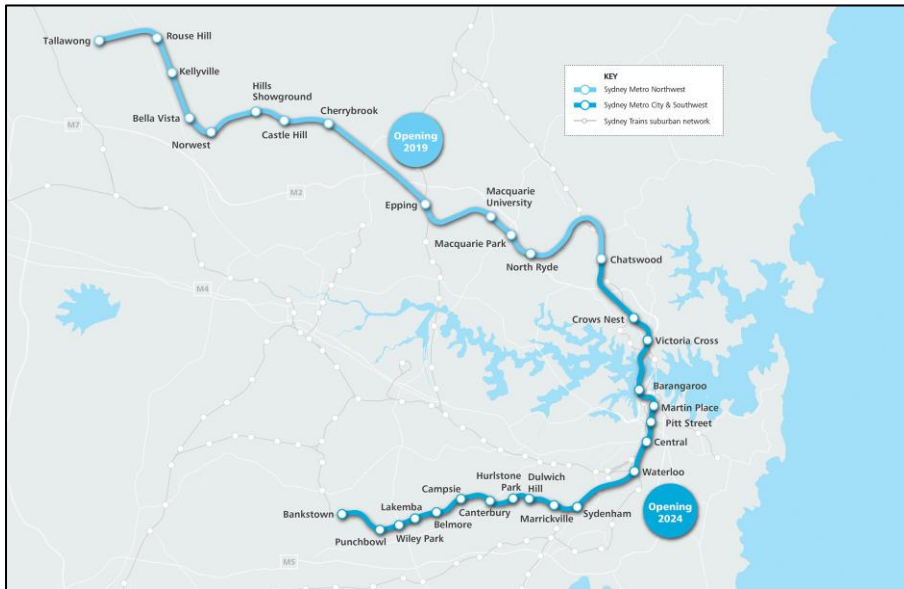 Tallawong
Rouse Hill
Kellyville
Bella Vista
Norwest
Hills
Showground
Castle Hill
Cherrybrook
Opening
2019
KEY
Sydney Metro Northwest
Sydney Metro City & Southwest
Sydney Trains suburban network
M7
M2
Epping
Macquarie
University
Macquarie Park
North Ryde
Chatswood
M4
Crows Nest
Victoria Cross
Barangaroo
Martin Place
Pitt Street
Central
Waterloo
Opening
2024
Sydenham
Marrickville
Dulwich
Hill
Hurlstone
Park
Canterbury
Campsie
Belmore
Lakemba
Wiley Park
Punchbowl
Bankstown
M5